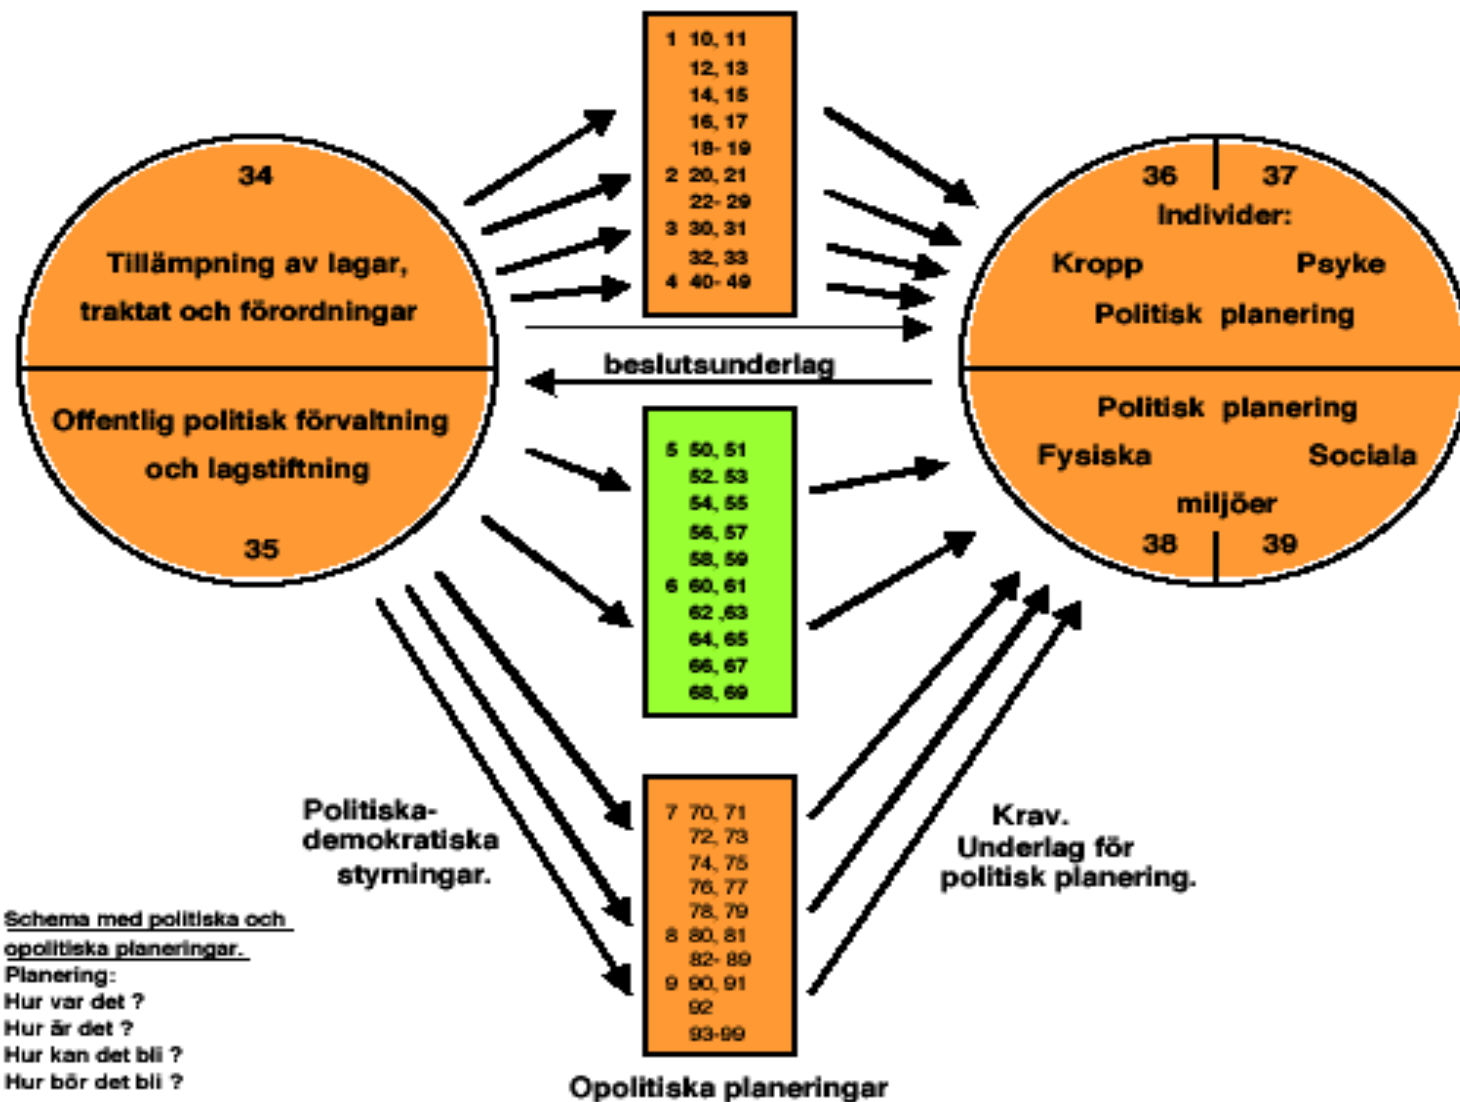 34
Tillämpning av lagar,
traktat och förordningar
Offentlig politisk förvaltning
och lagstiftning
35
1 10, 11
12, 13
14, 15
16, 17
18- 19
2 20, 21
22- 29
3 30, 31
32, 33
4 40- 49
beslutsunderlag
5 50, 51
52. 53
54, 55
56, 57
58, 59
6 60, 61
62 ,63
64, 65
66, 67
68, 69
7 70, 71
72, 73
74, 75
76, 77
78, 79
8 80, 81
82- 89
9 90, 91
92
93-99
Opolitiska planeringar
36 37
Individer:
Kropp Psyke
Politisk planering
Politisk planering
Fysiska Sociala
miljöer
38 39
Politiska-
demokratiska
styrningar.
Krav.
Underlag för
politisk planering.
Schema med politiska och
opolitiska planeringar.
Planering:
Hur var det ?
Hur är det ?
Hur kan det bli ?
Hur bör det bli ?